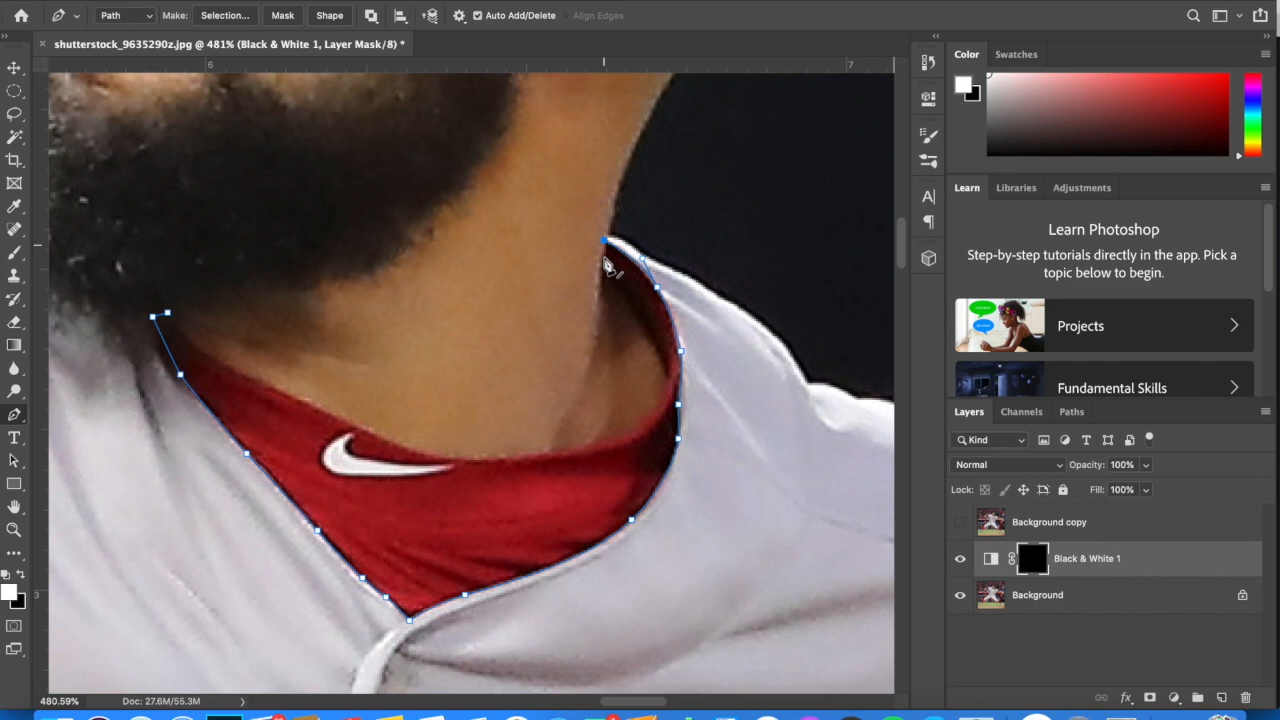 Path
Make:
Selection...
Mask
Shape
Auto Add/Delete
Align Edges
shutterstock_9635290z.jpg @ 481% (Black & White 1, Layer Mask/8) *
6
7
3
Color
Swatches
Learn
Libraries
Adjustments
Learn Photoshop
Step-by-step tutorials directly in the app. Pick a
topic below to begin.
Projects
Fundamental Skills
Layers
Channels
Paths
Kind
Normal
Opacity: 100%
Lock:
Fill: 100%
Background copy
Black & White 1
Background
480.59%
Doc: 27.6M/55.3M